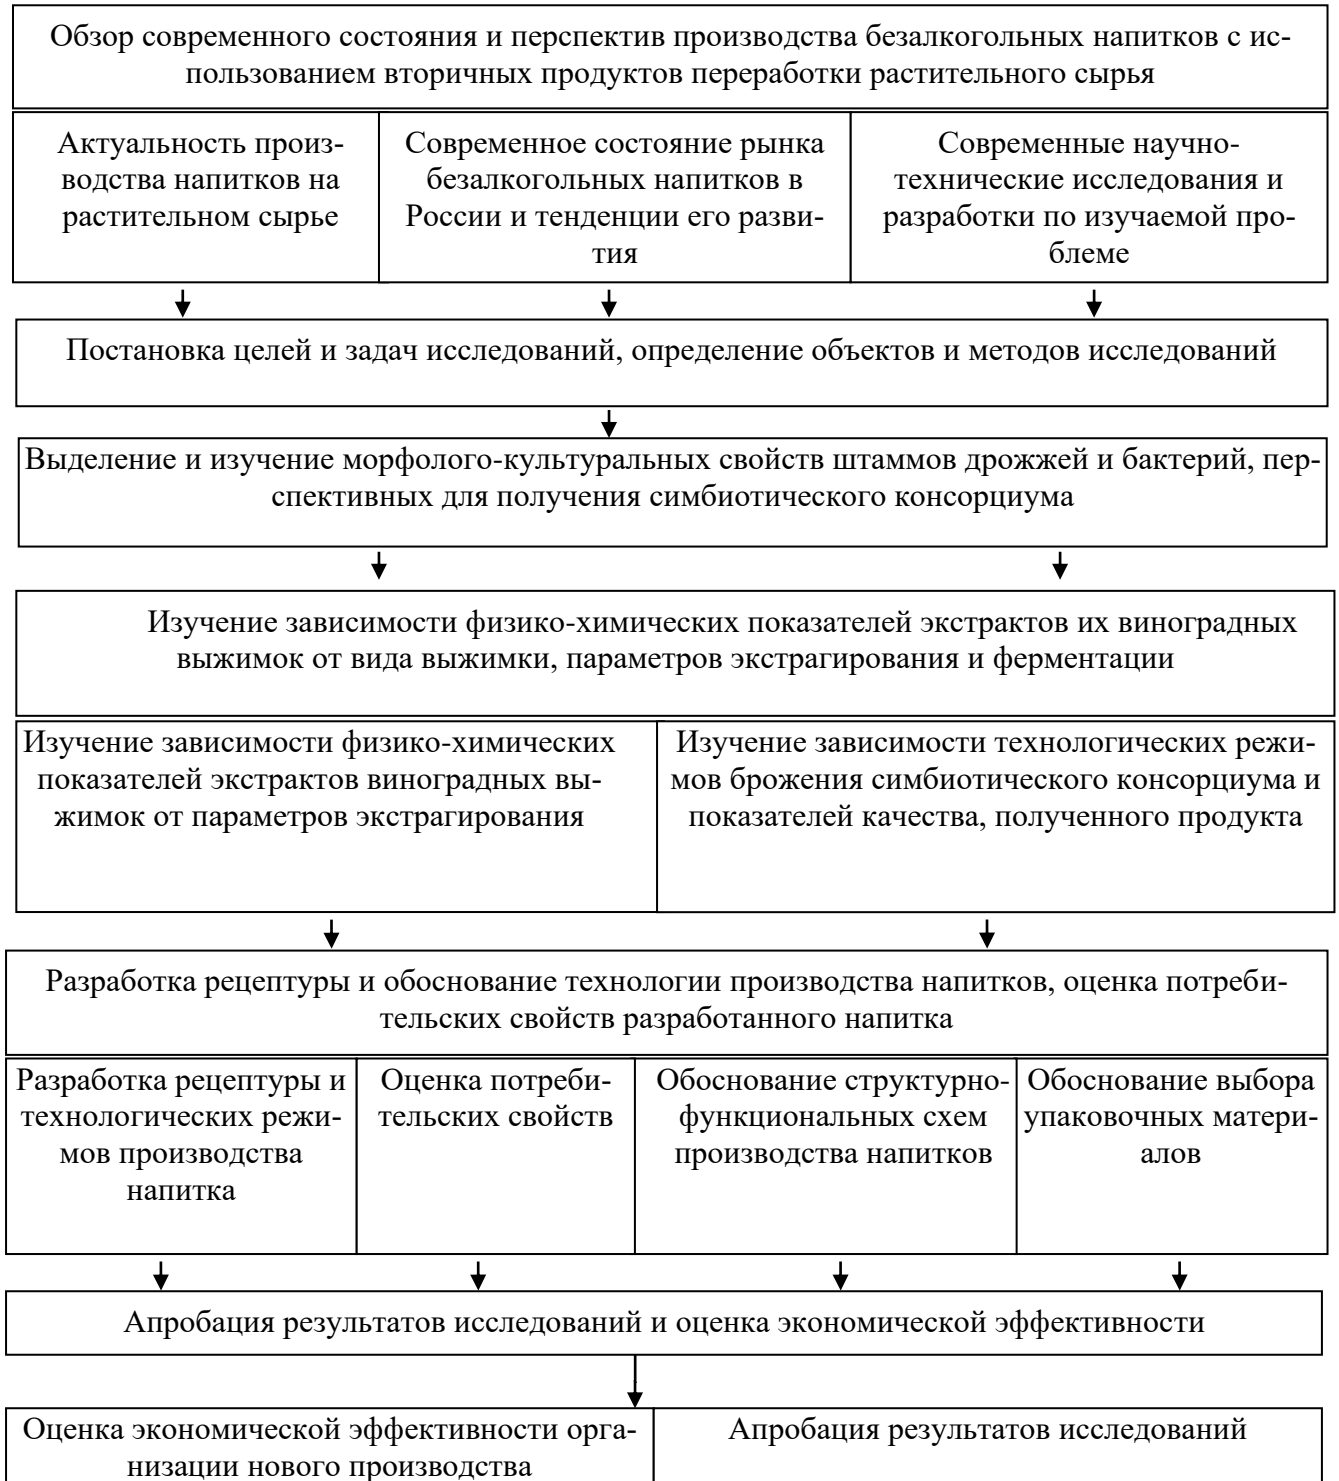 Обзор современного состояния и перспектив производства безалкогольных напитков с ис-
пользованием вторичных продуктов переработки растительного сырья
Актуальность произ-
водства напитков на
растительном сырье
Современное состояние рынка
безалкогольных напитков в
России и тенденции его разви-
тия
Современные научно-
технические исследования и
разработки по изучаемой про-
блеме
Постановка целей и задач исследований, определение объектов и методов исследований
Выделение и изучение морфолого-культуральных свойств штаммов дрожжей и бактерий, пер-
спективных для получения симбиотического консорциума
Изучение зависимости физико-химических показателей экстрактов их виноградных
выжимок от вида выжимки, параметров экстрагирования и ферментации
Изучение зависимости физико-химических
показателей экстрактов виноградных вы-
жимок от параметров экстрагирования
Изучение зависимости технологических режи-
мов брожения симбиотического консорциума и
показателей качества, полученного продукта
Разработка рецептуры и обоснование технологии производства напитков, оценка потреби-
тельских свойств разработанного напитка
Разработка рецептуры и
технологических режи-
мов производства
напитка
Оценка потреби-
тельских свойств
Обоснование структурно-
функциональных схем
производства напитков
Обоснование выбора
упаковочных матери-
алов
Апробация результатов исследований и оценка экономической эффективности
Оценка экономической эффективности орга-
низации нового производства
Апробация результатов исследований